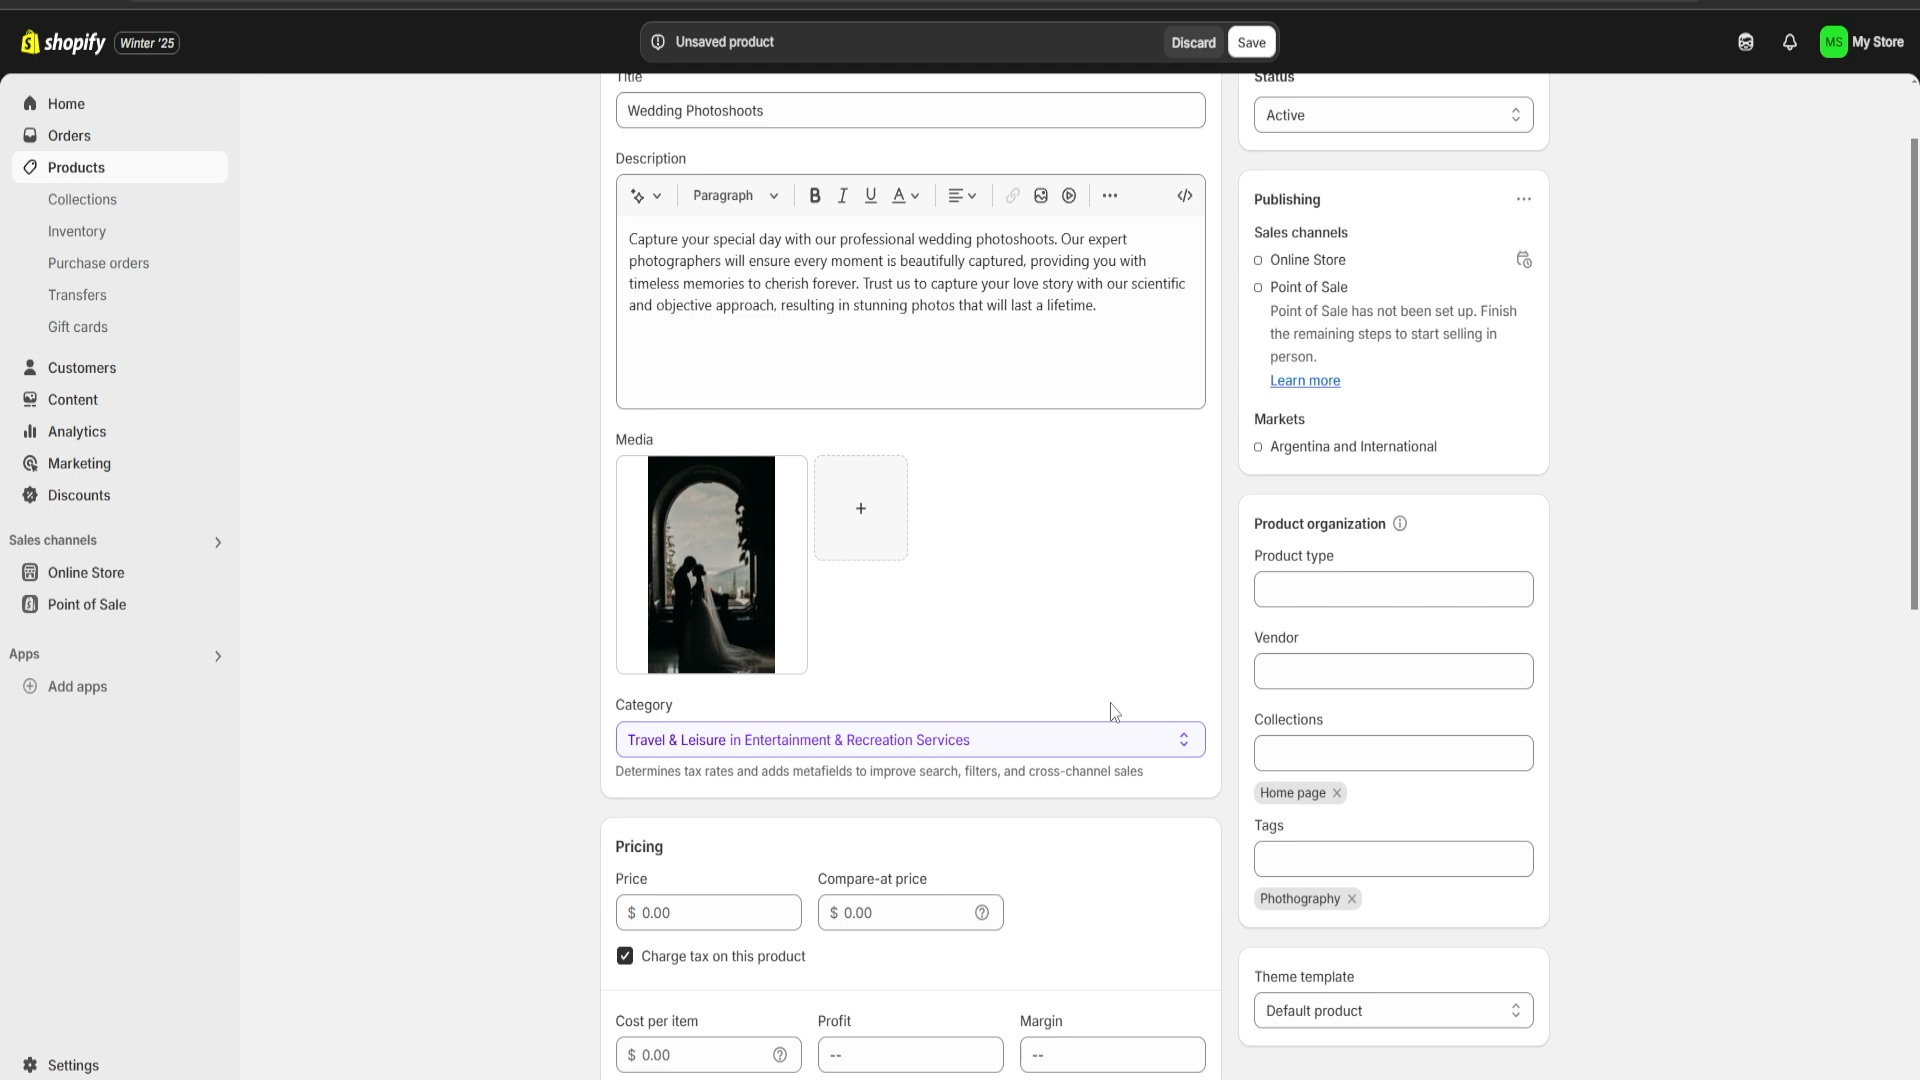 shopify Winter '25
Unsaved product
Discard
Save
MS My Store
Home
Orders
Products
Collections
Inventory
Purchase orders
Transfers
Gift cards
Customers
Content
Analytics
Marketing
Discounts
Sales channels
Online Store
Point of Sale
Apps
Add apps
Settings
Title
Wedding Photoshoots
Description
Paragraph B I U A
Capture your special day with our professional wedding photoshoots. Our expert
photographers will ensure every moment is beautifully captured, providing you with
timeless memories to cherish forever. Trust us to capture your love story with our scientific
and objective approach, resulting in stunning photos that will last a lifetime.
Media
Category
Travel & Leisure in Entertainment & Recreation Services
Determines tax rates and adds metafields to improve search, filters, and cross-channel sales
Pricing
Price
Compare-at price
$ 0.00
$ 0.00
Charge tax on this product
Cost per item
Profit
Margin
$ 0.00
--
--
Status
Active
Publishing
Sales channels
Online Store
Point of Sale
Point of Sale has not been set up. Finish
the remaining steps to start selling in
person.
Learn more
Markets
Argentina and International
Product organization
Product type
Vendor
Collections
Home page
Tags
Phothography
Theme template
Default product